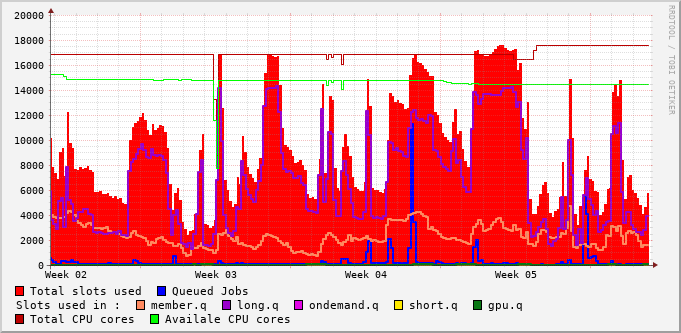 20000
18000
16000
14000
12000
10000
8000
6000
4000
2000
0
Week 02 Week 03 Week 04 Week 05
RRDTOOL / TOBI OETIKER
Total slots used Queued Jobs
Slots used in : member.q long.q ondemand.q short.q gpu.q
Total CPU cores Availale CPU cores